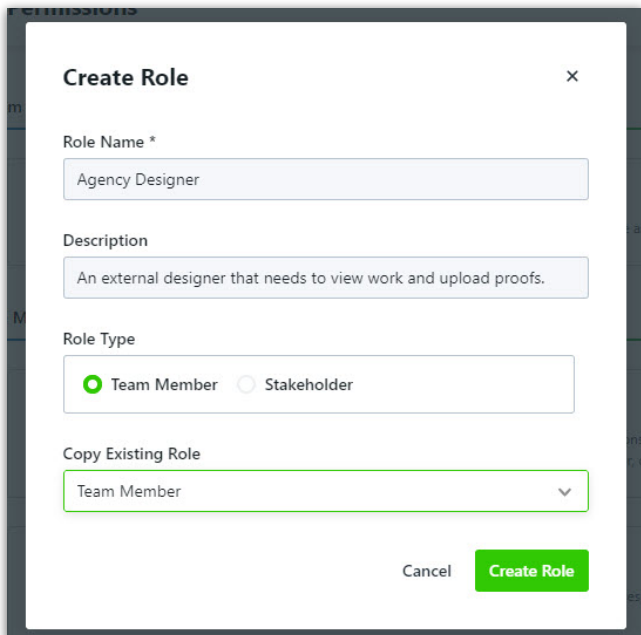 Permissions
Create Role
Role Name *
Agency Designer
Description
An external designer that needs to view work and upload proofs.
Role Type
Team Member
Stakeholder
Copy Existing Role
Team Member
Cancel
Create Role